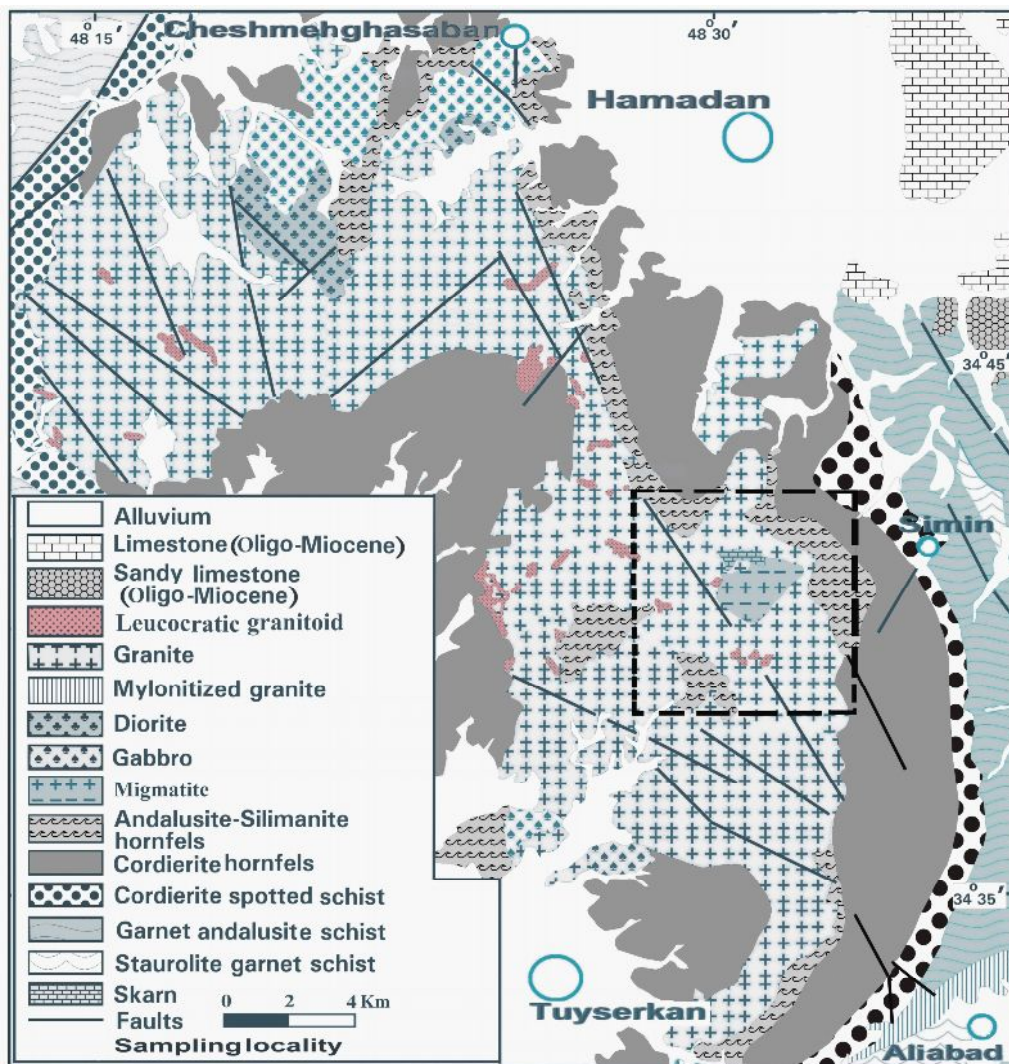 48° 15′
Cheshmehghasaban
48° 30′
Hamadan
34° 45′
Simin
34° 35′
Tuyserkan
Aliabad
Alluvium
Limestone (Oligo-Miocene)
Sandy limestone
(Oligo-Miocene)
Leucocratic granitoid
Granite
Mylonitized granite
Diorite
Gabbro
Migmatite
Andalusite-Silimanite
hornfels
Cordierite hornfels
Cordierite spotted schist
Garnet andalusite schist
Staurolite garnet schist
Skarn
0 2 4 Km
Faults
Sampling locality